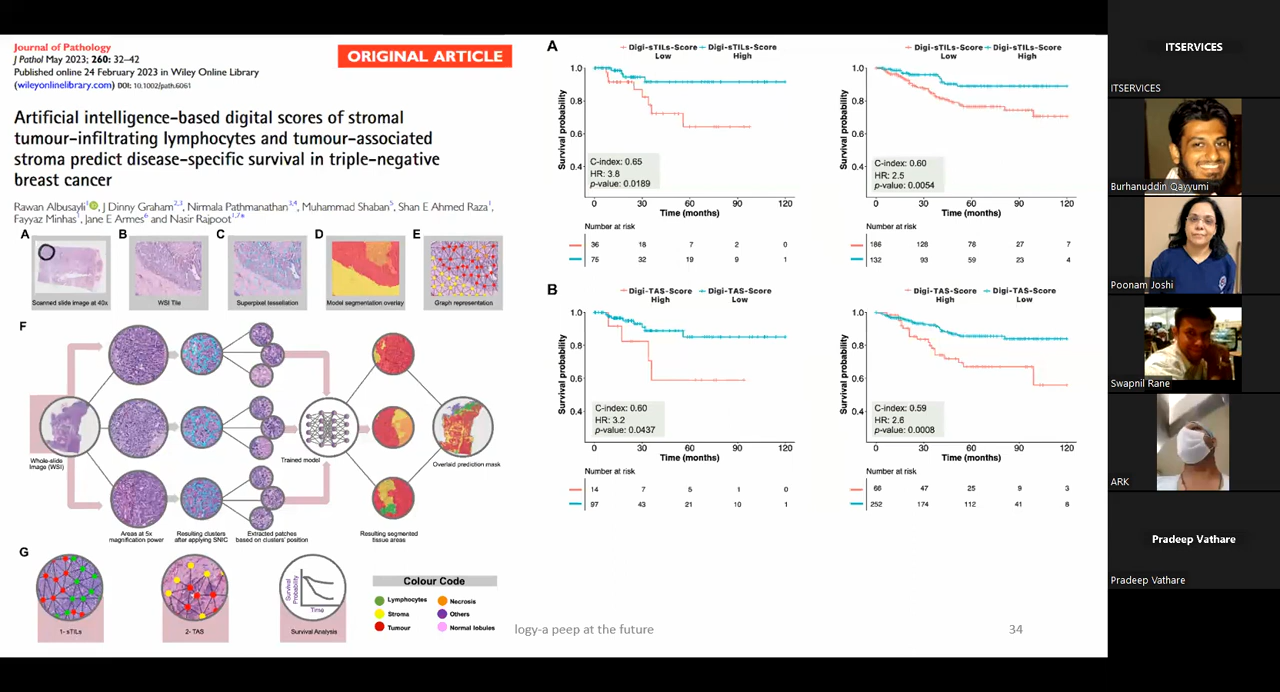 Journal of Pathology
J Pathol May 2023; 260: 32–42
Published online 24 February 2023 in Wiley Online Library
(wileyonlinelibrary.com) DOI: 10.1002/path.6061
ORIGINAL ARTICLE
Artificial intelligence-based digital scores of stromal
tumour-infiltrating lymphocytes and tumour-associated
stroma predict disease-specific survival in triple-negative
breast cancer
Rawan Albusayli1, J Dinny Graham2,3, Nirmala Pathmanathan3,4, Muhammad Shaban5, Shan E Ahmed Raza1,
Fayyaz Minhas1, Jane E Armes6 and Nasir Rajpoot1,7*
A B C D E
Scanned slide image at 40x
WSI Tile
Superpixel tessellation
Model segmentation overlay
Graph representation
F
Whole-slide
Image (WSI)
Trained model
Overlaid prediction mask
Areas at 5x
magnification power
Resulting clusters
after applying SNIC
Extracted patches
based on clusters' position
Resulting segmented
tissue areas
G
Survival
Probability
Time
1- sTILs
2- TAS
Survival Analysis
Colour Code
Lymphocytes
Necrosis
Stroma
Others
Tumour
Normal lobules
A
Digi-sTILs-Score Digi-sTILs-Score
Low High
Survival probability
1.0
0.8
0.6
0.4
C-index: 0.65
HR: 3.8
p-value: 0.0189
0 30 60 90 120
Time (months)
Number at risk
36 18 7 2 0
75 32 19 9 1
Digi-sTILs-Score Digi-sTILs-Score
Low High
Survival probability
1.0
0.8
0.6
0.4
C-index: 0.60
HR: 2.5
p-value: 0.0054
0 30 60 90 120
Time (months)
Number at risk
186 128 78 27 7
132 93 59 23 4
B
Digi-TAS-Score Digi-TAS-Score
High Low
Survival probability
1.0
0.8
0.6
0.4
C-index: 0.60
HR: 3.2
p-value: 0.0437
0 30 60 90 120
Time (months)
Number at risk
14 7 5 1 0
97 43 21 10 1
Digi-TAS-Score Digi-TAS-Score
High Low
Survival probability
1.0
0.8
0.6
0.4
C-index: 0.59
HR: 2.6
p-value: 0.0008
0 30 60 90 120
Time (months)
Number at risk
66 47 25 9 3
252 174 112 41 8
logy-a peep at the future
34
ITSERVICES
ITSERVICES
Burhanuddin Qayyumi
Poonam Joshi
Swapnil Rane
ARK
Pradeep Vathare
Pradeep Vathare